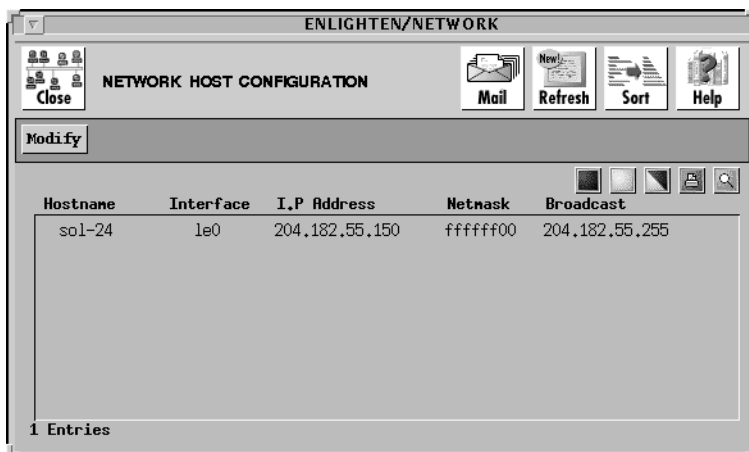 ENLIGHTEN/NETWORK
Close
NETWORK HOST CONFIGURATION
Mail
New!
Refresh
Sort
Help
Modify
Hostname Interface I.P Address Netmask Broadcast
sol-24 le0 204.182.55.150 ffffff00 204.182.55.255
1 Entries